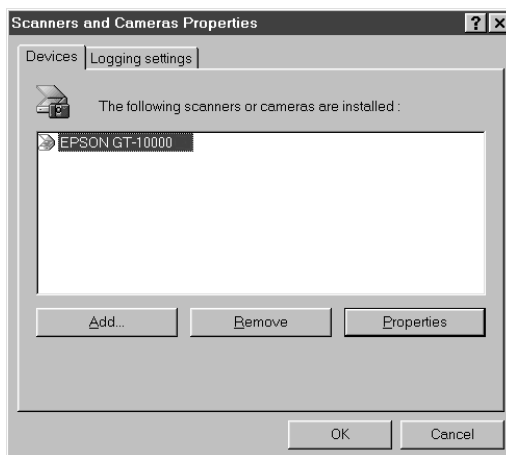 Scanners and Cameras Properties
Devices Logging settings
The following scanners or cameras are installed :
EPSON GT-10000
Add... Remove Properties
OK Cancel